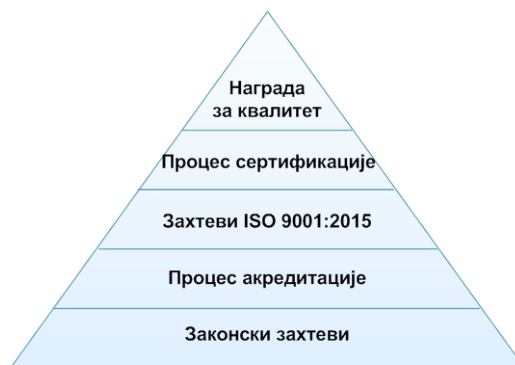 Награда
за квалитет
Процес сертификације
Захтеви ISO 9001:2015
Процес акредитације
Законски захтеви